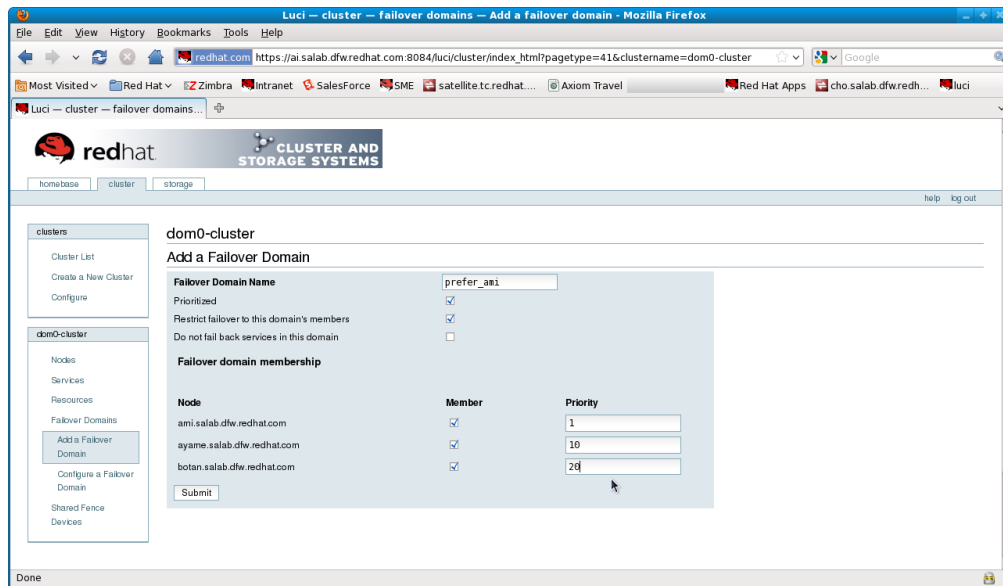 Luci — cluster — failover domains — Add a failover domain - Mozilla Firefox
File Edit View History Bookmarks Tools Help
redhat.com https://ai.salab.dfw.redhat.com:8084/luci/cluster/index_html?pagetype=41&clustername=dom0-cluster Google
Most Visited Red Hat Zimbra Intranet SalesForce SME satellite.tc.redhat.... Axiom Travel Red Hat Apps cho.salab.dfw.redh... luci
Luci — cluster — failover domains...
redhat. CLUSTER AND
STORAGE SYSTEMS
homebase cluster storage
help log out
clusters
Cluster List
Create a New Cluster
Configure
dom0-cluster
Nodes
Services
Resources
Failover Domains
Add a Failover
Domain
Configure a Failover
Domain
Shared Fence
Devices
dom0-cluster
Add a Failover Domain
Failover Domain Name prefer_ami
Prioritized
Restrict failover to this domain's members
Do not fail back services in this domain
Failover domain membership
Node Member Priority
ami.salab.dfw.redhat.com 1
ayame.salab.dfw.redhat.com 10
botan.salab.dfw.redhat.com 20
Submit
Done